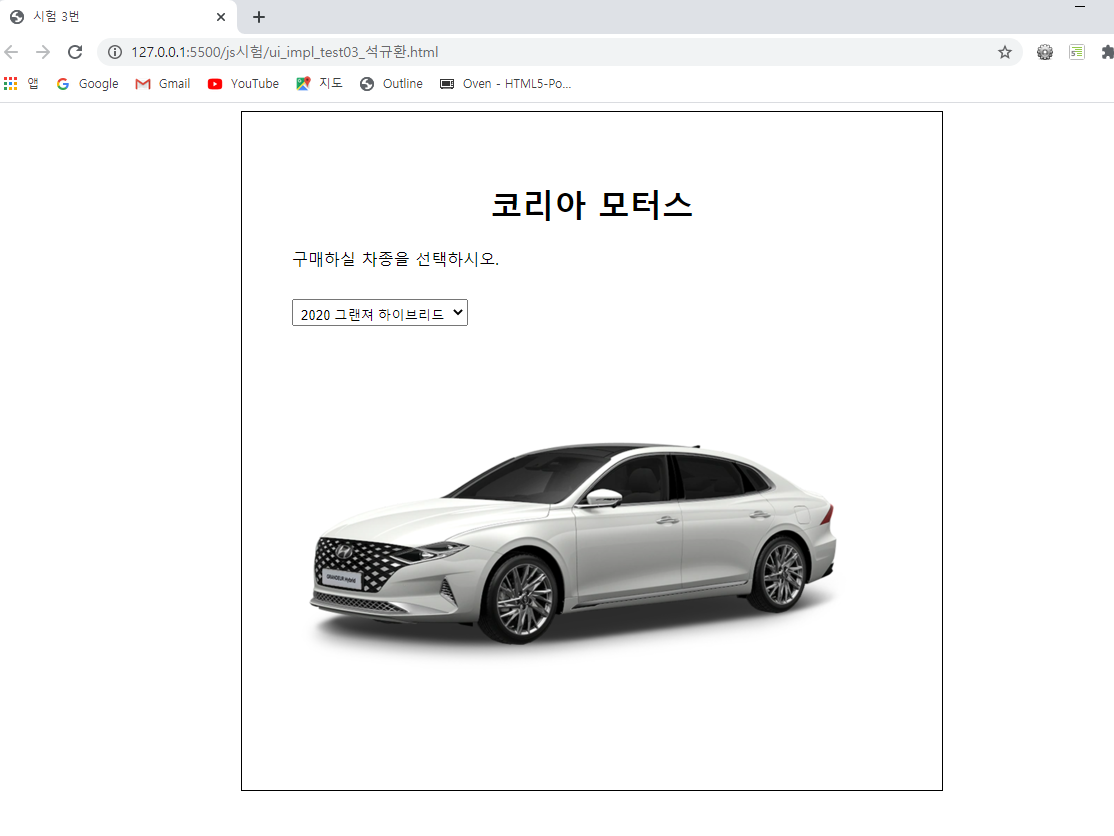 시험 3번
127.0.0.1:5500/js시험/ui_impl_test03_석규환.html
앱 Google Gmail YouTube 지도 Outline Oven - HTML5-Po...
코리아 모터스
구매하실 차종을 선택하시오.
2020 그랜져 하이브리드
GRANDEUR Hybrid